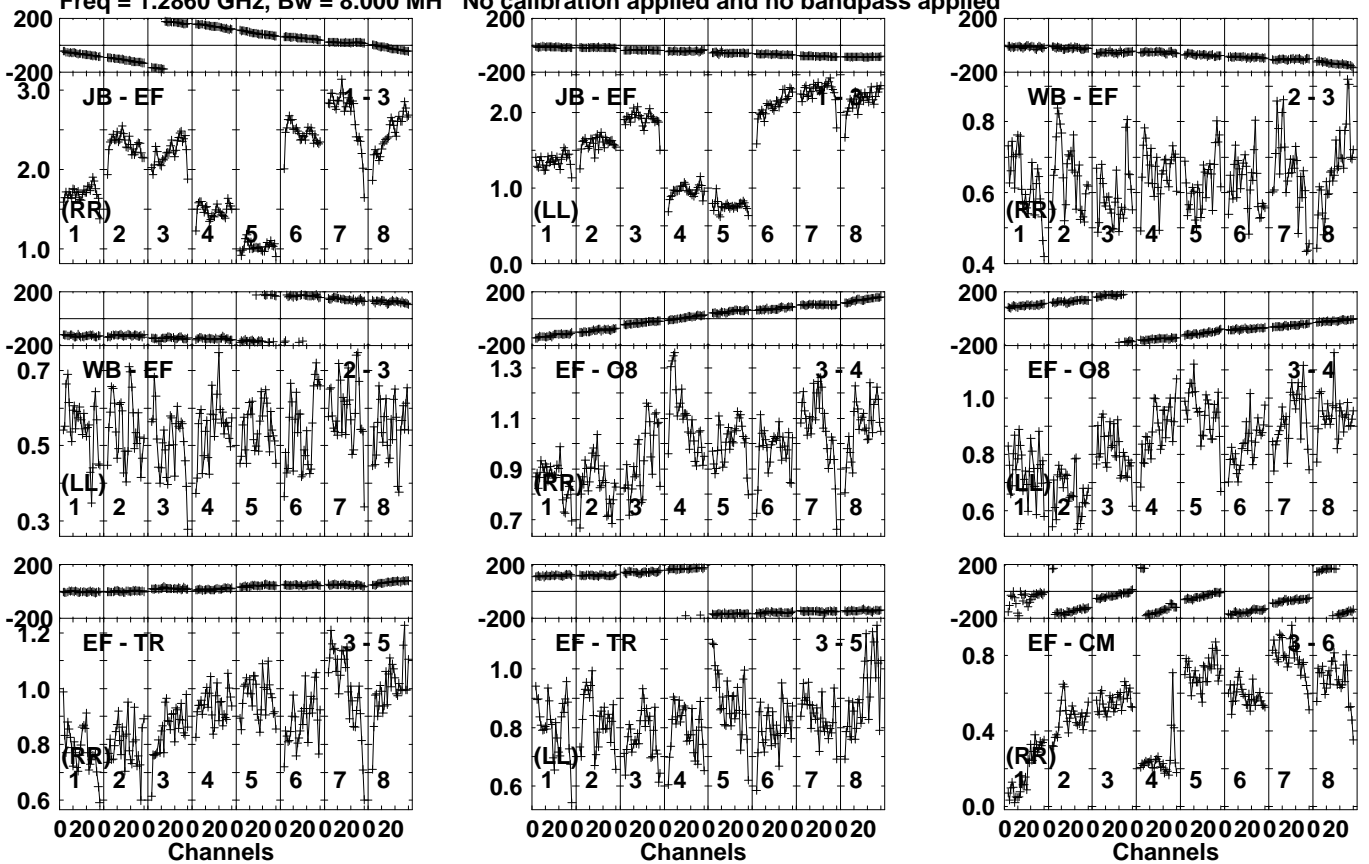 Freq = 1.2860 GHz, Bw = 8.000 MH No calibration applied and no bandpass applied
200
-200
3.0
2.0
1.0
JB - EF
1 - 3
(RR)
1 2 3 4 5 6 7 8
200
-200
2.0
1.0
0.0
JB - EF
1 - 3
(LL)
1 2 3 4 5 6 7 8
200
-200
0.8
0.6
0.4
WB - EF
2 - 3
(RR)
1 2 3 4 5 6 7 8
200
-200
0.7
0.5
0.3
WB - EF
2 - 3
(LL)
1 2 3 4 5 6 7 8
200
-200
1.3
1.1
0.9
0.7
EF - O8
3 - 4
(RR)
1 2 3 4 5 6 7 8
200
-200
1.0
0.8
0.6
EF - O8
3 - 4
(LL)
1 2 3 4 5 6 7 8
200
-200
1.2
1.0
0.8
0.6
EF - TR
3 - 5
(RR)
1 2 3 4 5 6 7 8
0 20 0 20 0 20 0 20 0 20 0 20 0 20 0 20
Channels
200
-200
1.0
0.8
0.6
EF - TR
3 - 5
(LL)
1 2 3 4 5 6 7 8
0 20 0 20 0 20 0 20 0 20 0 20 0 20 0 20
Channels
200
-200
0.8
0.4
0.0
EF - CM
3 - 6
(RR)
1 2 3 4 5 6 7 8
0 20 0 20 0 20 0 20 0 20 0 20 0 20 0 20
Channels